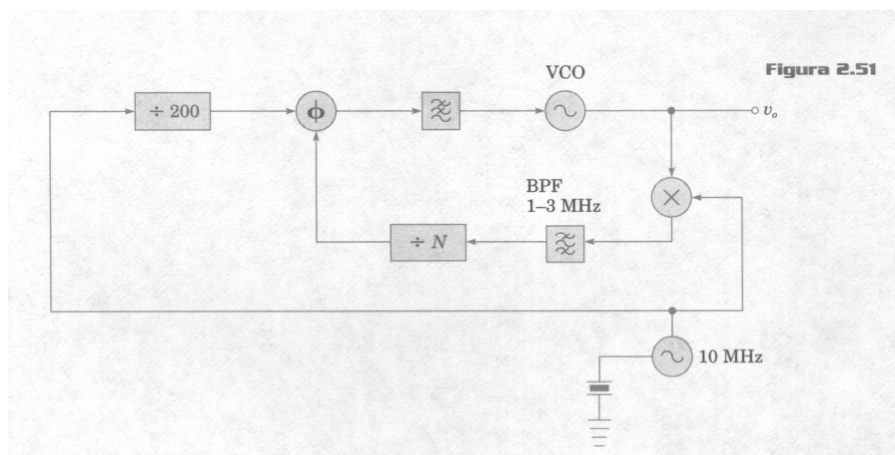 Figura 2.51
VCO
÷ 200
ϕ
v_o
BPF
1–3 MHz
÷ N
×
10 MHz